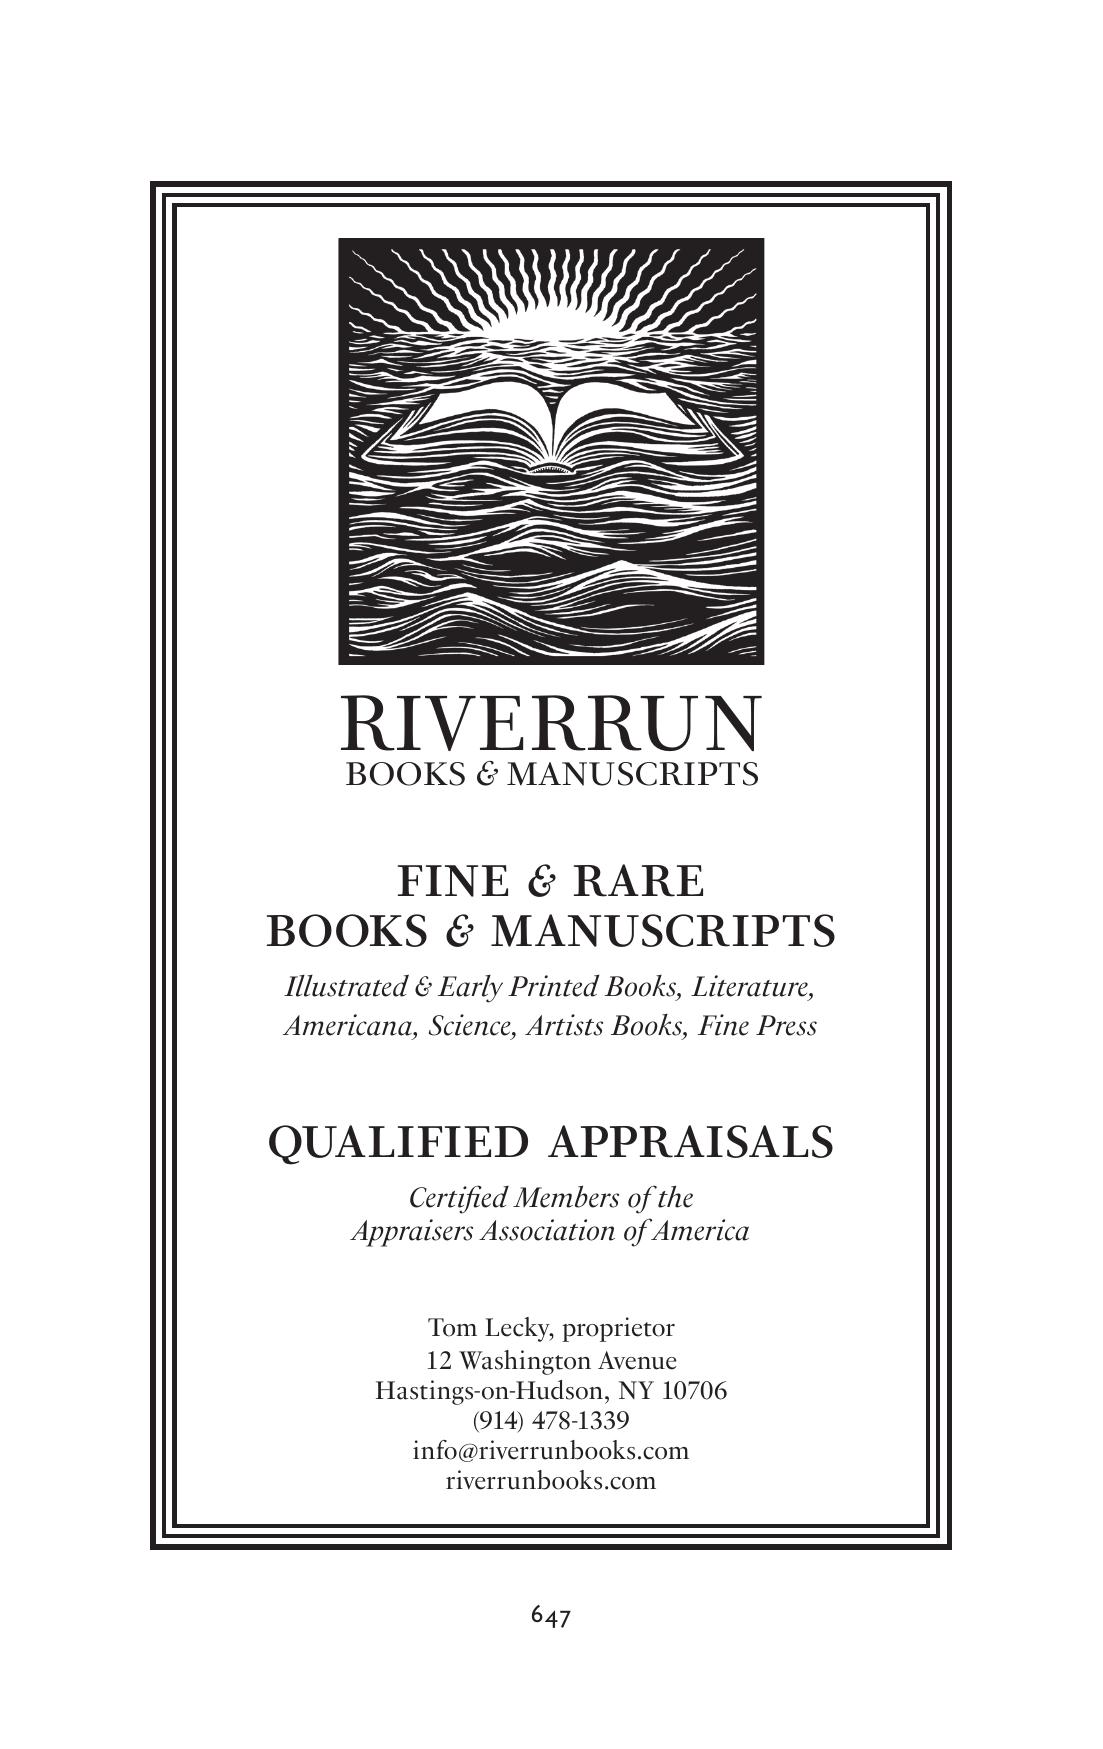 RIVERRUN
BOOKS & MANUSCRIPTS
FINE & RARE
BOOKS & MANUSCRIPTS
Illustrated & Early Printed Books, Literature,
Americana, Science, Artists Books, Fine Press
QUALIFIED APPRAISALS
Certified Members of the
Appraisers Association of America
Tom Lecky, proprietor
12 Washington Avenue
Hastings-on-Hudson, NY 10706
(914) 478-1339
info@riverrunbooks.com
riverrunbooks.com
647